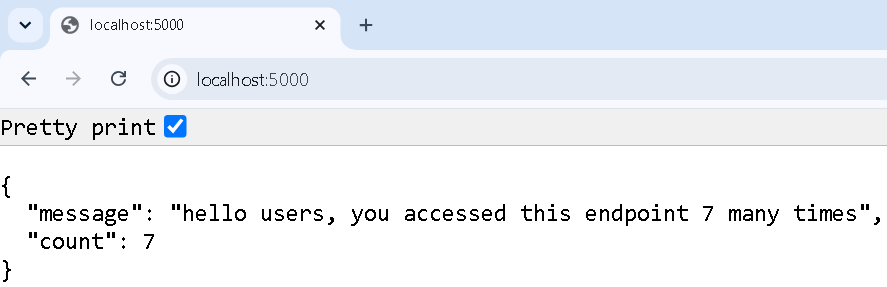 localhost:5000
localhost:5000
Pretty print
{
  "message": "hello users, you accessed this endpoint 7 many times",
  "count": 7
}